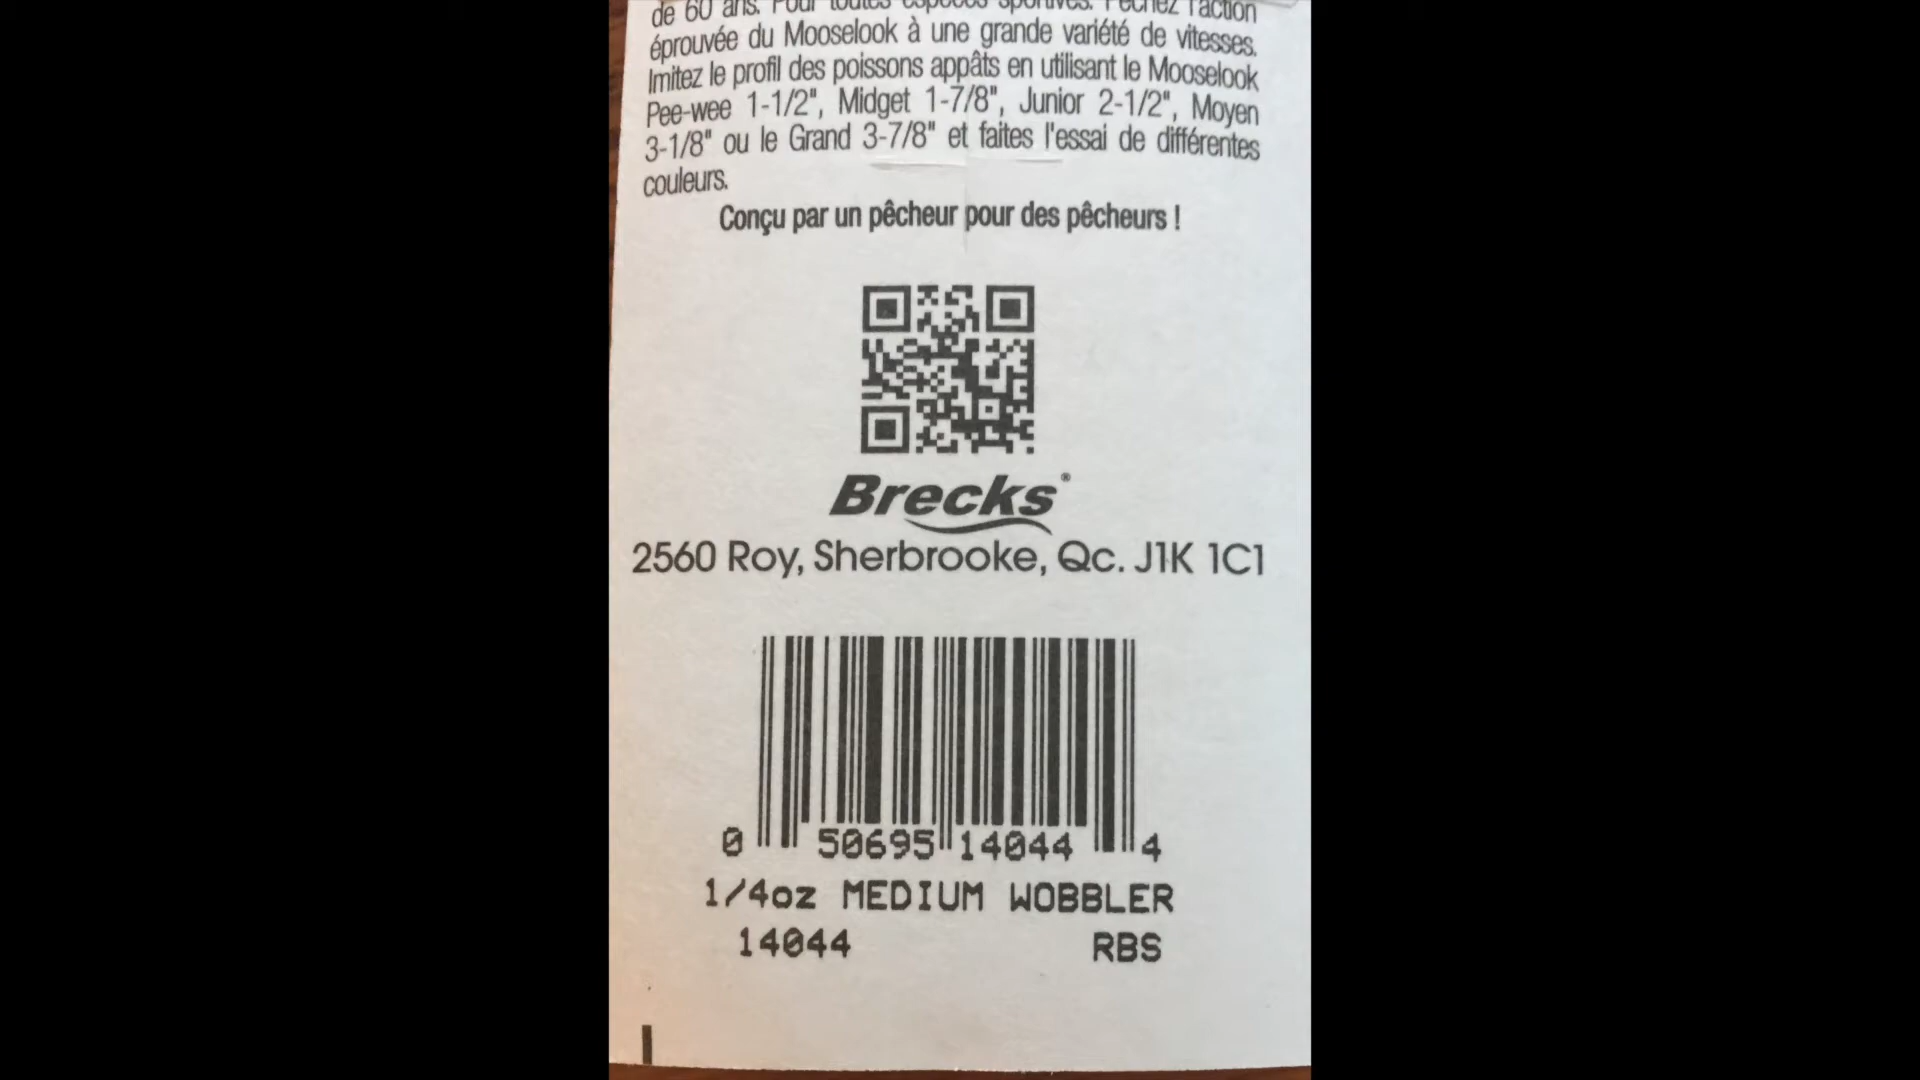 de 60 ans. Pour toutes espèces sportives. Pêchez l'action
éprouvée du Mooselook à une grande variété de vitesses.
Imitez le profil des poissons appâts en utilisant le Mooselook
Pee-wee 1-1/2", Midget 1-7/8", Junior 2-1/2", Moyen
3-1/8" ou le Grand 3-7/8" et faites l'essai de différentes
couleurs.
Conçu par un pêcheur pour des pêcheurs !
Brecks®
2560 Roy, Sherbrooke, Qc. J1K 1C1
0 50695 14044 4
1/4oz MEDIUM WOBBLER
14044 RBS